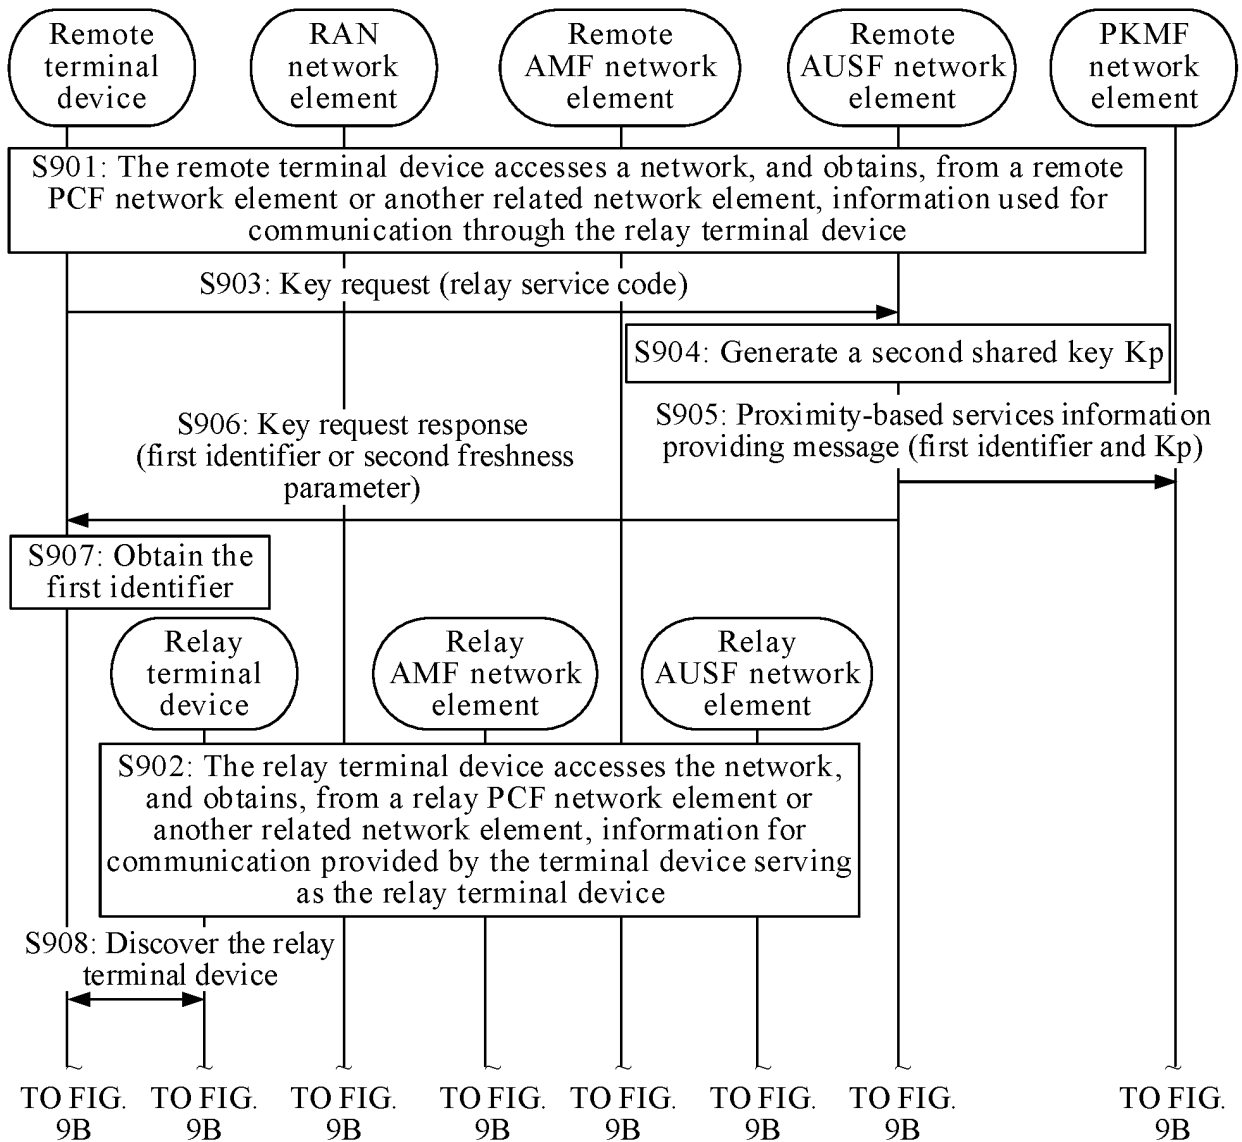 Remote
terminal
device
RAN
network
element
Remote
AMF network
element
Remote
AUSF network
element
PKMF
network
element
S901: The remote terminal device accesses a network, and obtains, from a remote
PCF network element or another related network element, information used for
communication through the relay terminal device
S903: Key request (relay service code)
S904: Generate a second shared key Kp
S905: Proximity-based services information
providing message (first identifier and Kp)
S906: Key request response
(first identifier or second freshness
parameter)
S907: Obtain the
first identifier
Relay
terminal
device
Relay
AMF network
element
Relay
AUSF network
element
S902: The relay terminal device accesses the network,
and obtains, from a relay PCF network element or
another related network element, information for
communication provided by the terminal device serving
as the relay terminal device
S908: Discover the relay
terminal device
TO FIG.
9B
TO FIG.
9B
TO FIG.
9B
TO FIG.
9B
TO FIG.
9B
TO FIG.
9B
TO FIG.
9B
TO FIG.
9B